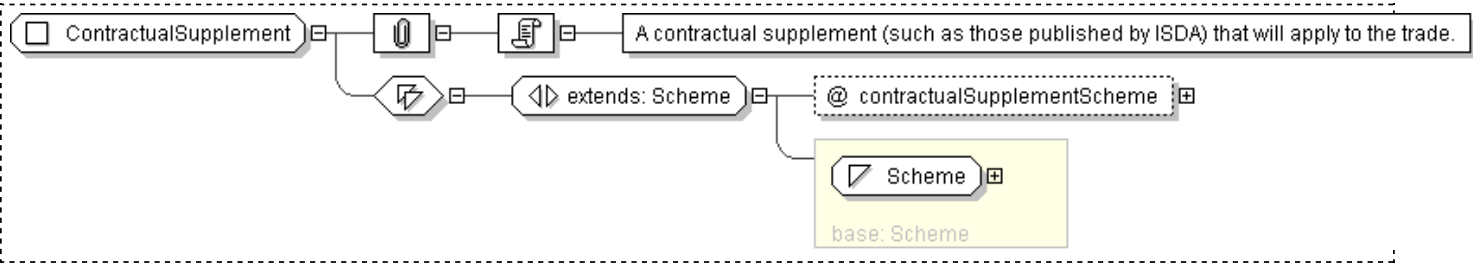 ContractualSupplement
A contractual supplement (such as those published by ISDA) that will apply to the trade.
extends: Scheme
@ contractualSupplementScheme
Scheme
base: Scheme